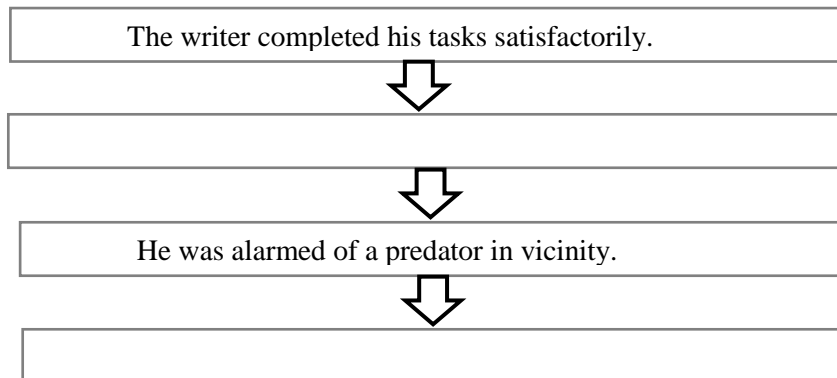 The writer completed his tasks satisfactorily.
He was alarmed of a predator in vicinity.